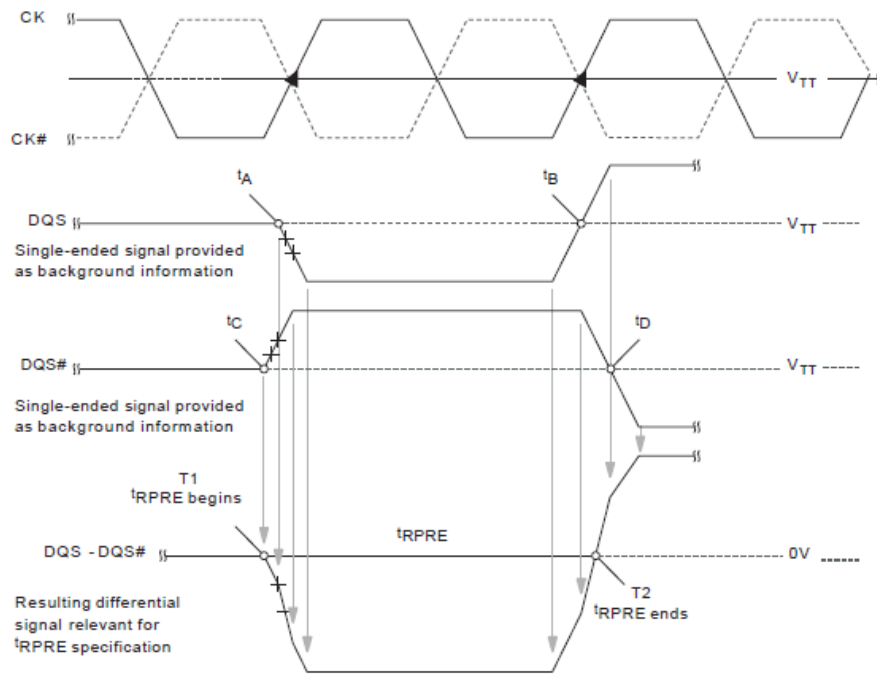 CK
VTT
CK#
tA
tB
DQS
VTT
Single-ended signal provided
as background information
tC
tD
DQS#
VTT
Single-ended signal provided
as background information
T1
tRPRE begins
tRPRE
DQS - DQS#
0V
T2
tRPRE ends
Resulting differential
signal relevant for
tRPRE specification